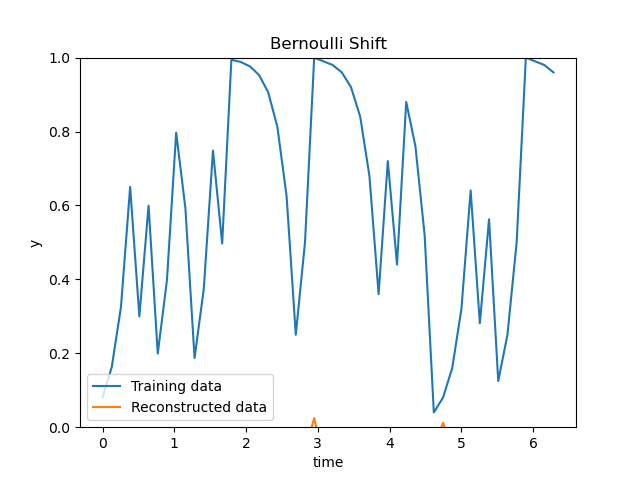 Bernoulli Shift
1.0
0.8
0.6
0.4
0.2
0.0
y
Training data
Reconstructed data
0 1 2 3 4 5 6
time